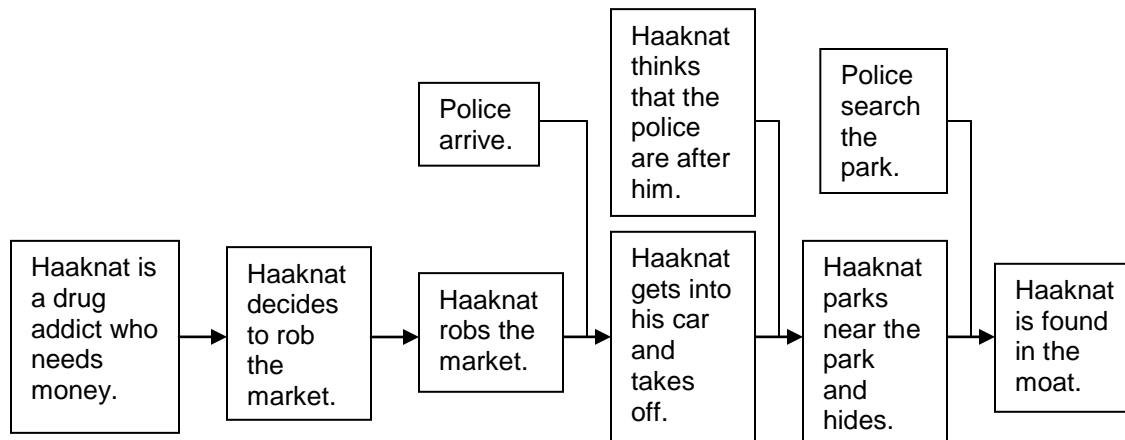 Police
arrive.
Haaknat
thinks
that the
police
are after
him.
Police
search
the
park.
Haaknat is
a drug
addict who
needs
money.
Haaknat
decides
to rob
the
market.
Haaknat
robs the
market.
Haaknat
gets into
his car
and
takes
off.
Haaknat
parks
near the
park
and
hides.
Haaknat
is found
in the
moat.